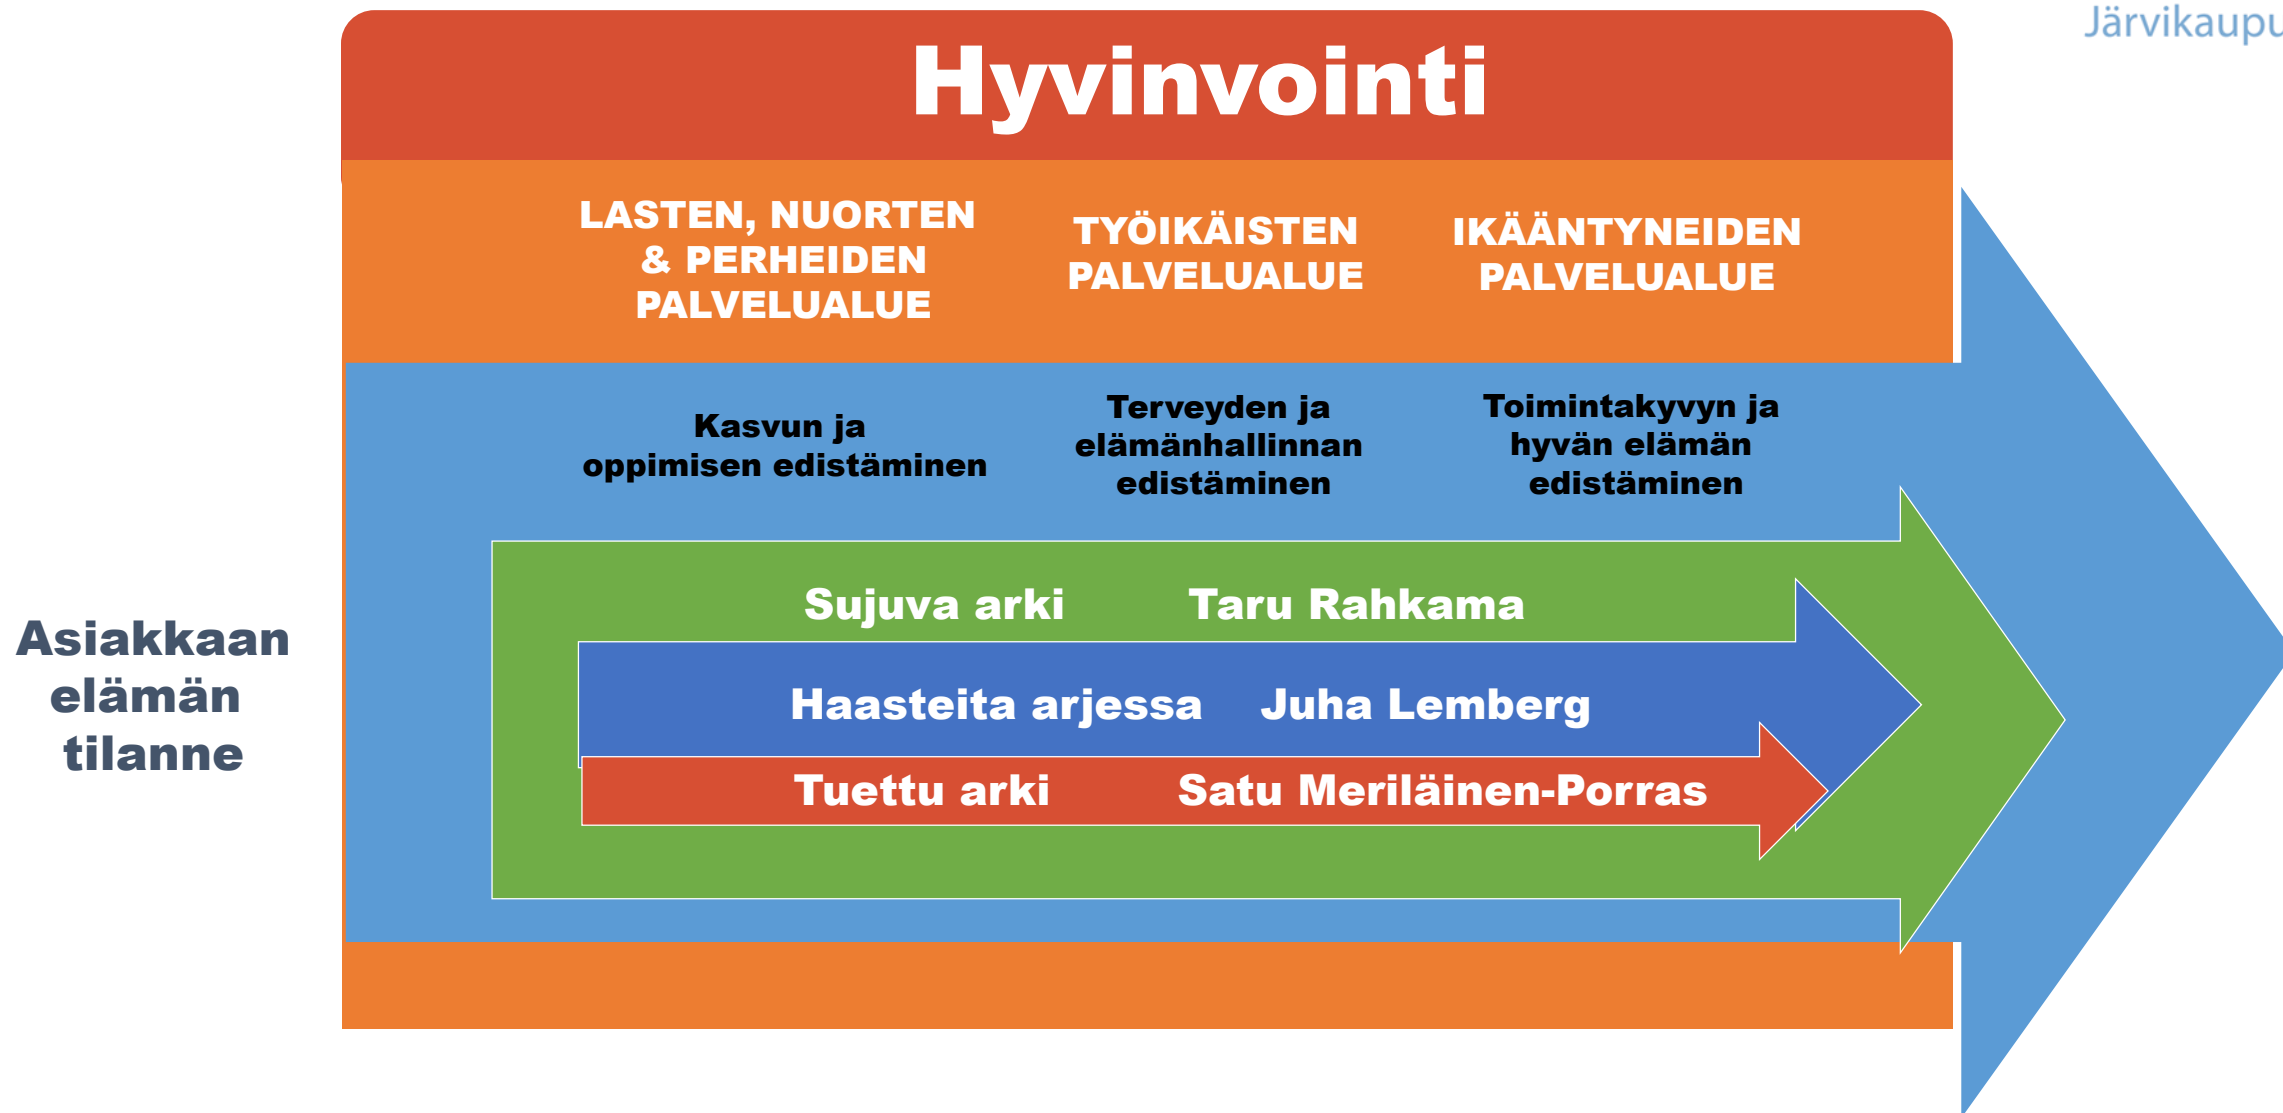 Järvikaupu
Hyvinvointi
LASTEN, NUORTEN
& PERHEIDEN
PALVELUALUE
TYÖIKÄISTEN
PALVELUALUE
IKÄÄNTYNEIDEN
PALVELUALUE
Kasvun ja
oppimisen edistäminen
Terveyden ja
elämänhallinnan
edistäminen
Toimintakyvyn ja
hyvän elämän
edistäminen
Asiakkaan
elämän
tilanne
Sujuva arki Taru Rahkama
Haasteita arjessa Juha Lemberg
Tuettu arki Satu Meriläinen-Porras